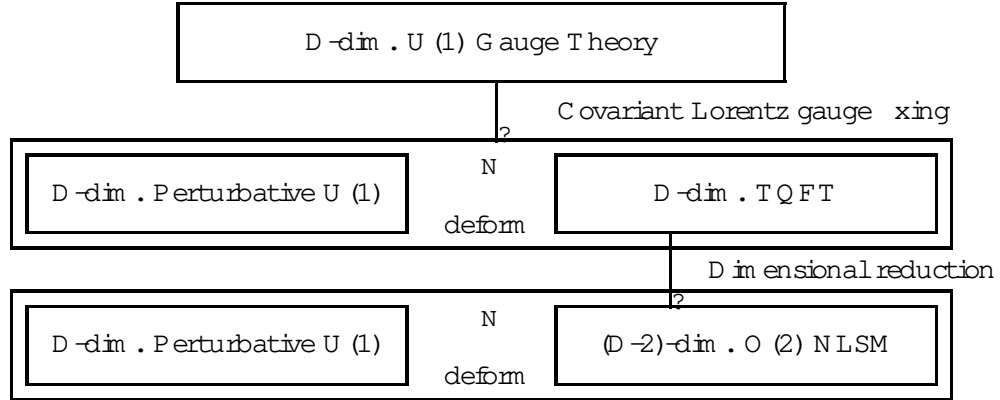 D-dim. U(1) Gauge Theory
Covariant Lorentz gauge xing
?
D-dim. Perturbative U(1)
N
deform
D-dim. TQFT
Dimensional reduction
?
D-dim. Perturbative U(1)
N
deform
(D-2)-dim. O(2) NLSM